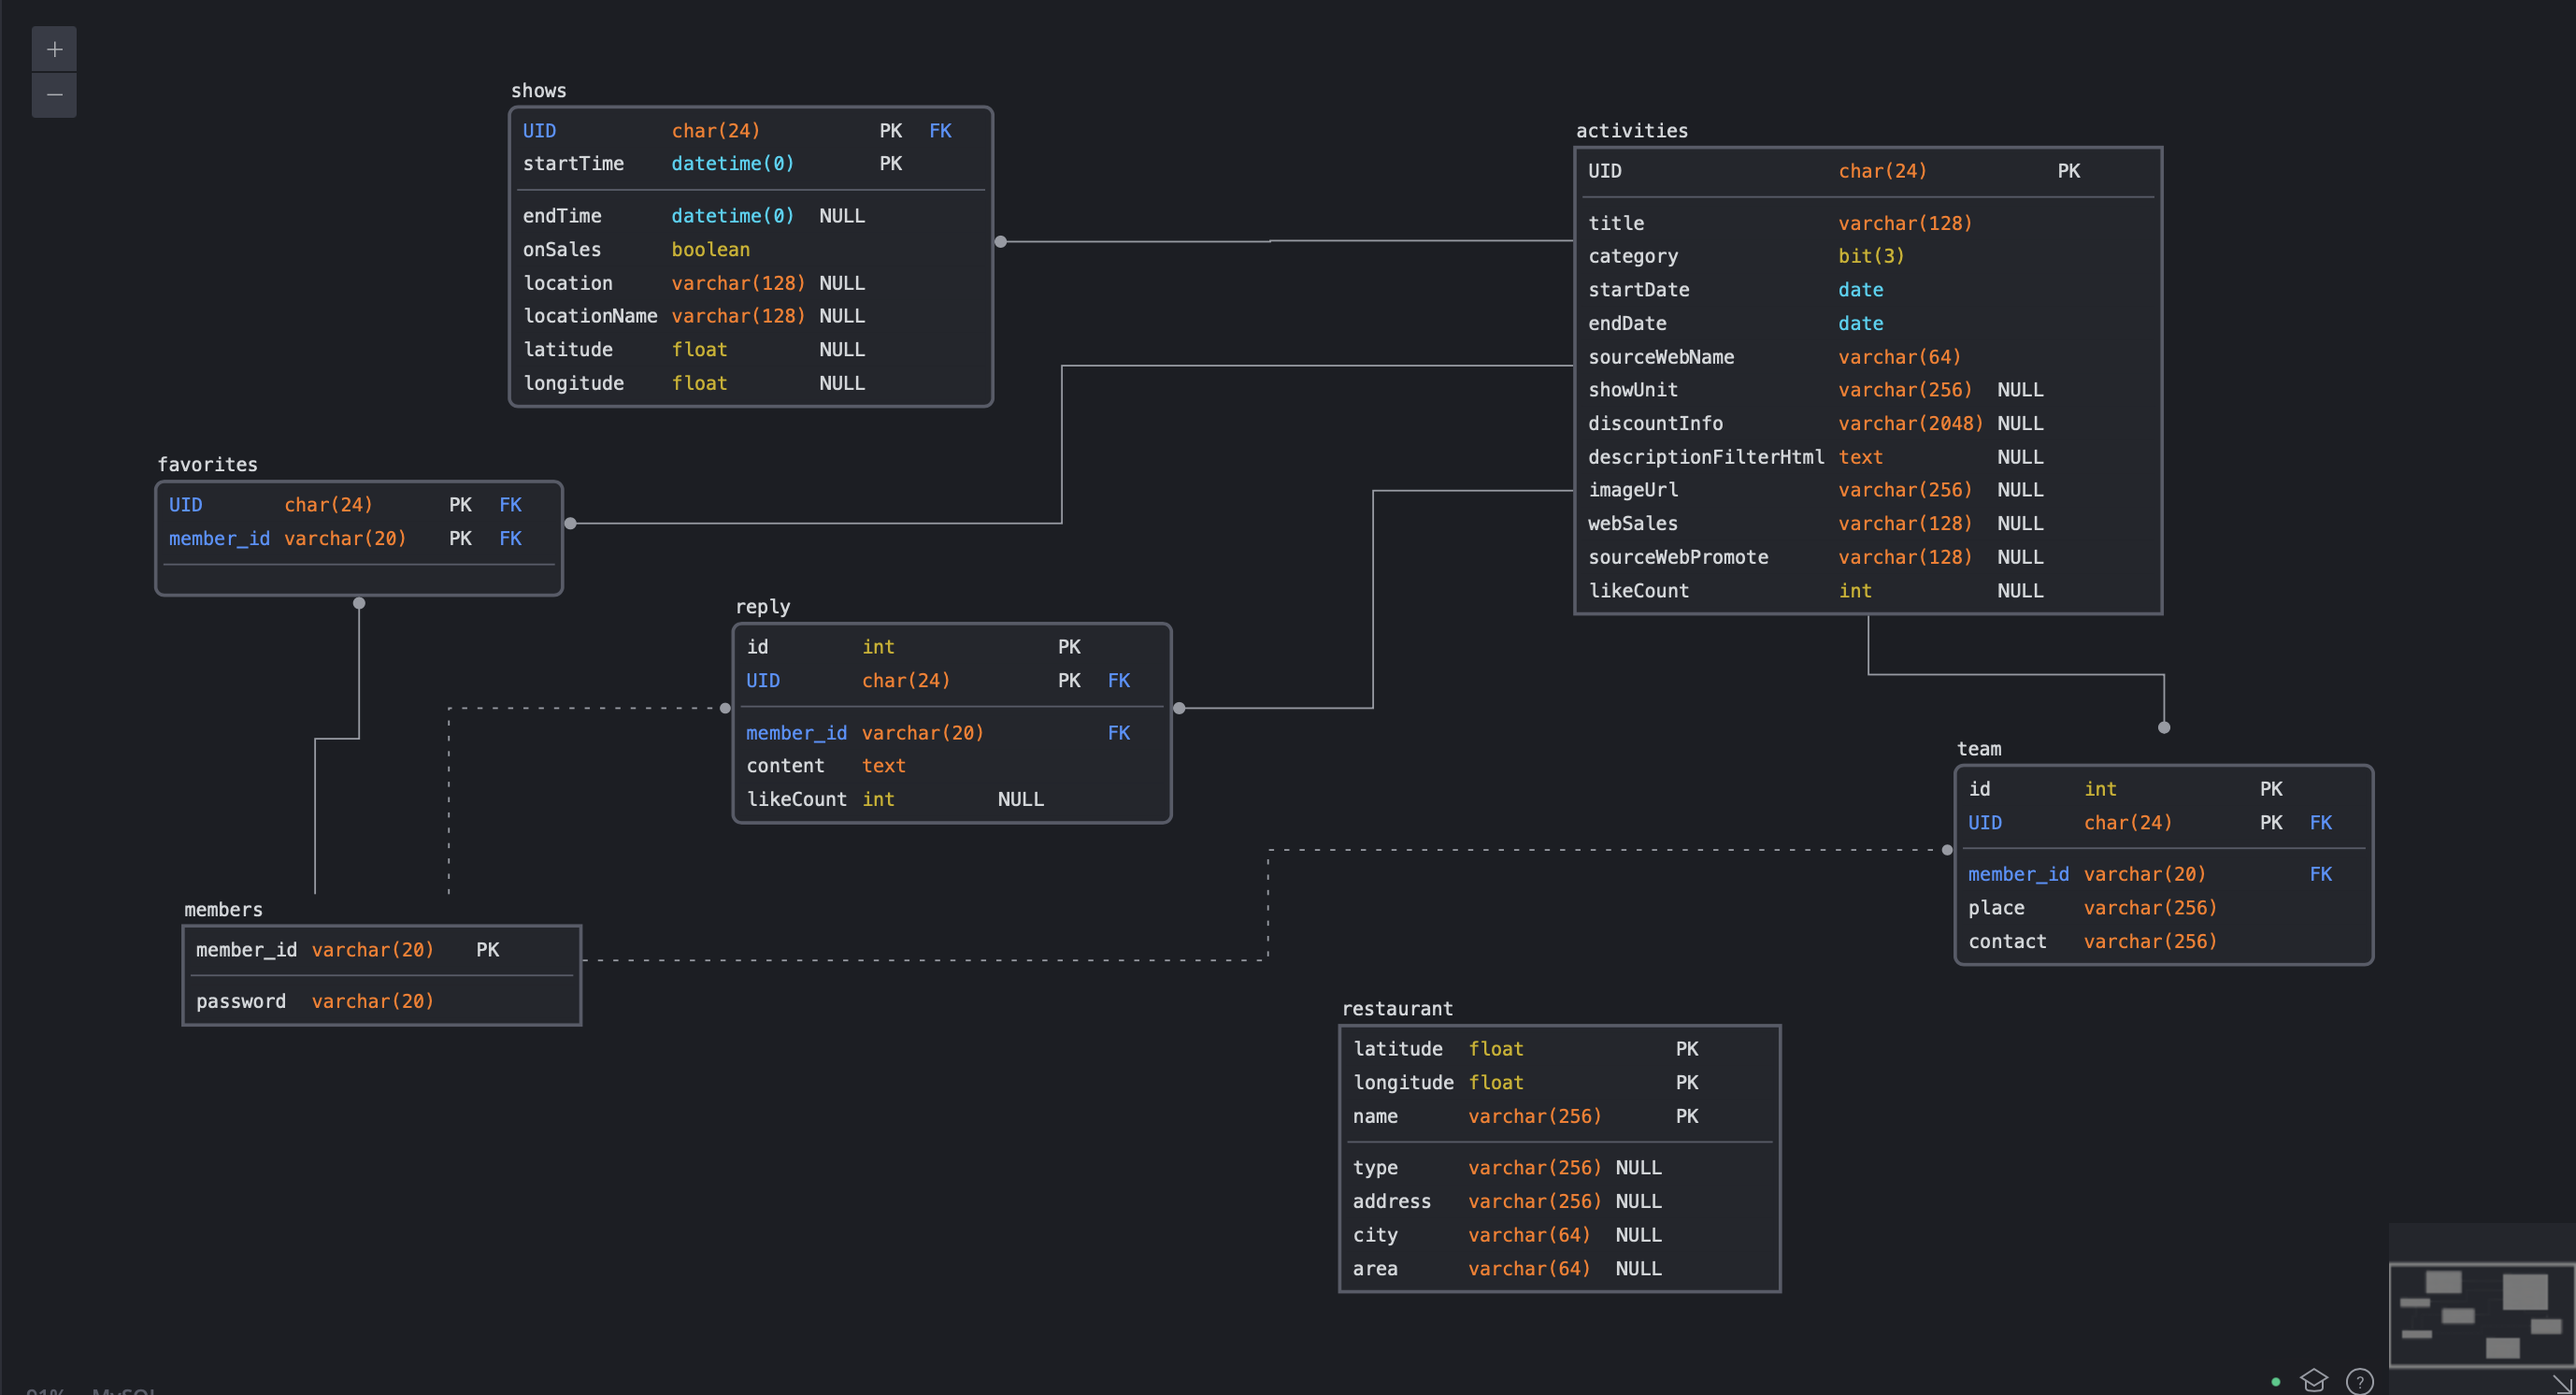 +
−
shows
UID char(24) PK FK
startTime datetime(0) PK
endTime datetime(0) NULL
onSales boolean
location varchar(128) NULL
locationName varchar(128) NULL
latitude float NULL
longitude float NULL
activities
UID char(24) PK
title varchar(128)
category bit(3)
startDate date
endDate date
sourceWebName varchar(64)
showUnit varchar(256) NULL
discountInfo varchar(2048) NULL
descriptionFilterHtml text NULL
imageUrl varchar(256) NULL
webSales varchar(128) NULL
sourceWebPromote varchar(128) NULL
likeCount int NULL
favorites
UID char(24) PK FK
member_id varchar(20) PK FK
reply
id int PK
UID char(24) PK FK
member_id varchar(20) FK
content text
likeCount int NULL
team
id int PK
UID char(24) PK FK
member_id varchar(20) FK
place varchar(256)
contact varchar(256)
members
member_id varchar(20) PK
password varchar(20)
restaurant
latitude float PK
longitude float PK
name varchar(256) PK
type varchar(256) NULL
address varchar(256) NULL
city varchar(64) NULL
area varchar(64) NULL
91% MySQL
?